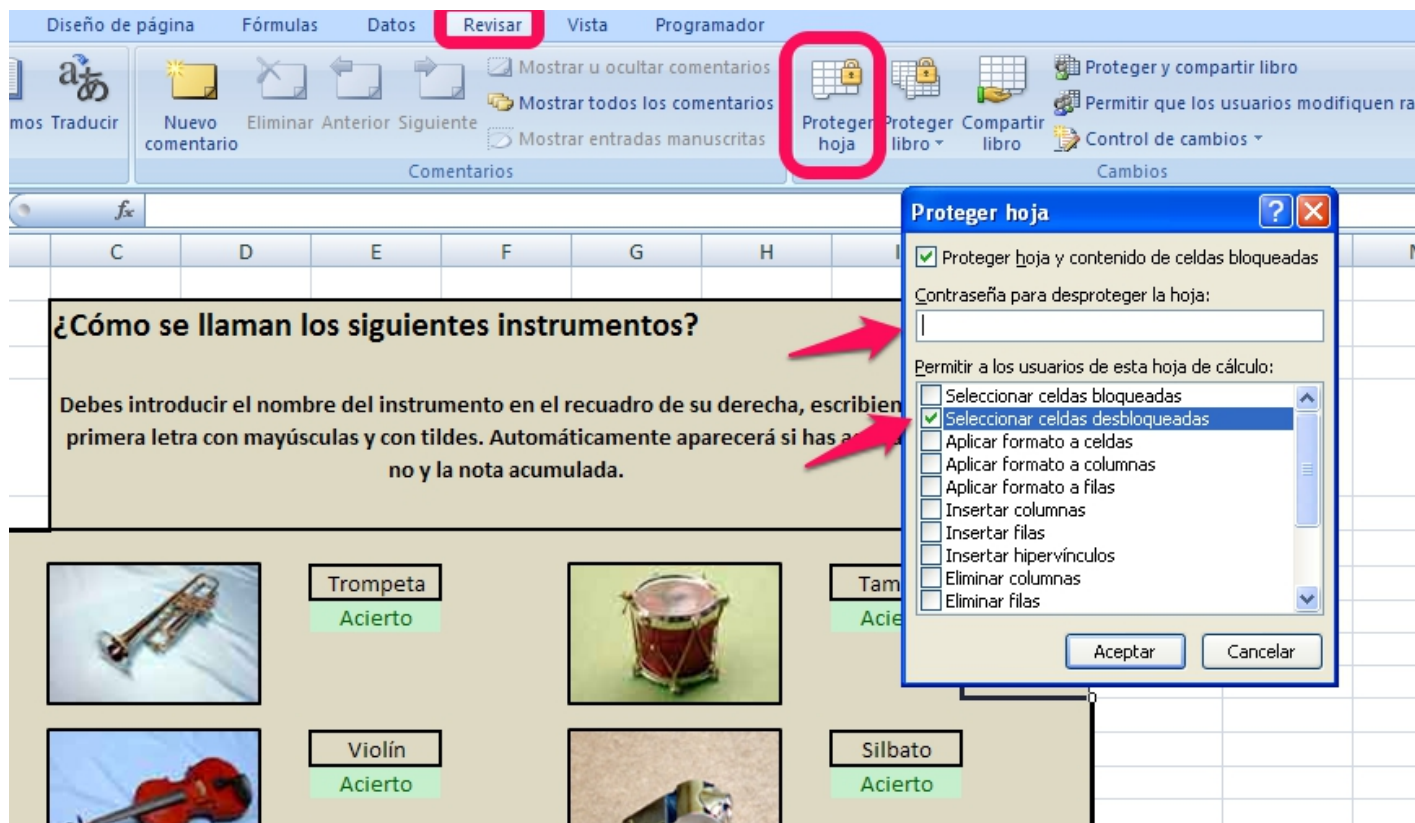 Diseño de página Fórmulas Datos Revisar Vista Programador
Traducir
Nuevo comentario
Eliminar Anterior Siguiente
Mostrar u ocultar comentarios
Mostrar todos los comentarios
Mostrar entradas manuscritas
Comentarios
Proteger hoja
Proteger libro
Compartir libro
Proteger y compartir libro
Permitir que los usuarios modifiquen ra
Control de cambios
Cambios
fx
C D E F G H
Proteger hoja
Proteger hoja y contenido de celdas bloqueadas
Contraseña para desproteger la hoja:
Permitir a los usuarios de esta hoja de cálculo:
Seleccionar celdas bloqueadas
Seleccionar celdas desbloqueadas
Aplicar formato a celdas
Aplicar formato a columnas
Aplicar formato a filas
Insertar columnas
Insertar filas
Insertar hipervínculos
Eliminar columnas
Eliminar filas
Aceptar Cancelar
¿Cómo se llaman los siguientes instrumentos?
Debes introducir el nombre del instrumento en el recuadro de su derecha, escribien
primera letra con mayúsculas y con tildes. Automáticamente aparecerá si has
no y la nota acumulada.
Trompeta Tam
Acierto Acie
Violín Silbato
Acierto Acierto